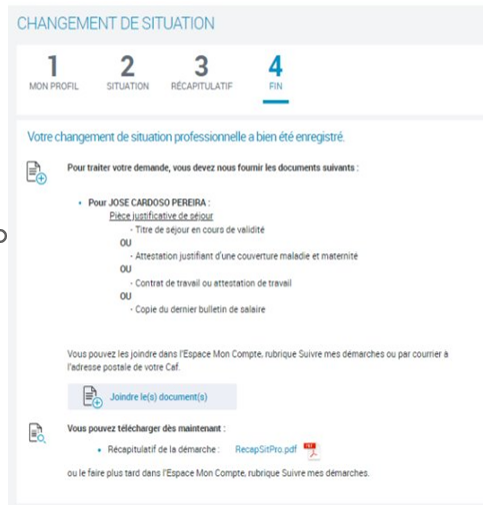 CHANGEMENT DE SITUATION
1 2 3 4
MON PROFIL SITUATION RÉCAPITULATIF FIN
Votre changement de situation professionnelle a bien été enregistré.
Pour traiter votre demande, vous devez nous fournir les documents suivants :
• Pour JOSE CARDOSO PEREIRA :
Pièce justificative de séjour
- Titre de séjour en cours de validité
OU
- Attestation justifiant d'une couverture maladie et maternité
OU
- Contrat de travail ou attestation de travail
OU
- Copie du dernier bulletin de salaire
Vous pouvez les joindre dans l'Espace Mon Compte, rubrique Suivre mes démarches ou par courrier à
l'adresse postale de votre Caf.
Joindre le(s) document(s)
Vous pouvez télécharger dès maintenant :
• Récapitulatif de la démarche : RecapSitPro.pdf
ou le faire plus tard dans l'Espace Mon Compte, rubrique Suivre mes démarches.